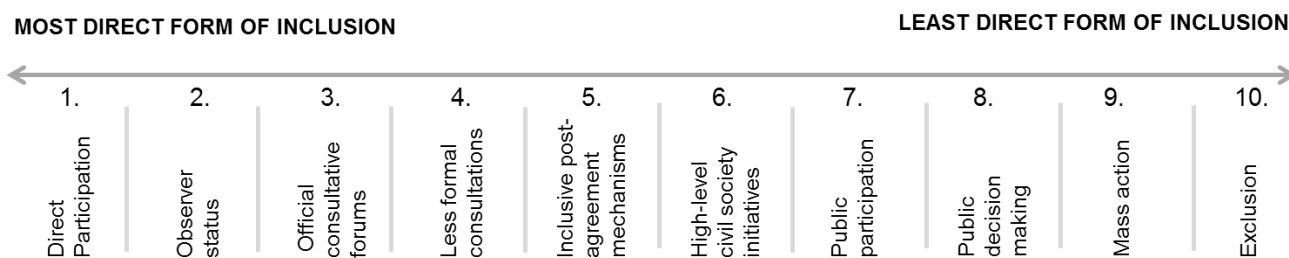 MOST DIRECT FORM OF INCLUSION
LEAST DIRECT FORM OF INCLUSION
1.
2.
3.
4.
5.
6.
7.
8.
9.
10.
Direct
Participation
Observer
status
Official
consultative
forums
Less formal
consultations
Inclusive post-
agreement
mechanisms
High-level
civil society
initiatives
Public
participation
Public
decision
making
Mass action
Exclusion